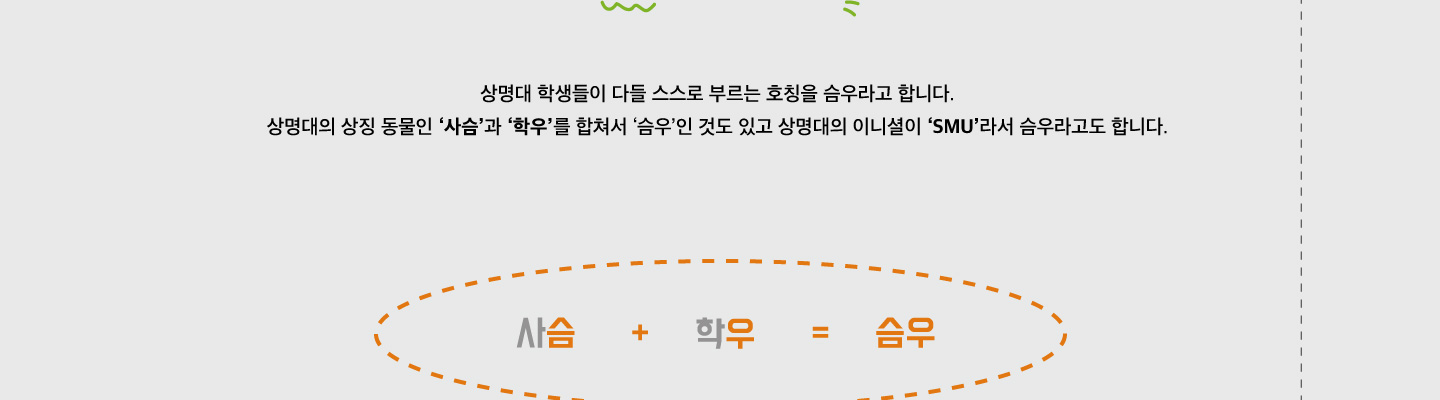 상명대 학생들이 다들 스스로 부르는 호칭을 슴우라고 합니다.
상명대의 상징 동물인 ‘사슴’과 ‘학우’를 합쳐서 ‘슴우’인 것도 있고 상명대의 이니셜이 ‘SMU’라서 슴우라고도 합니다.
사슴 + 학우 = 슴우